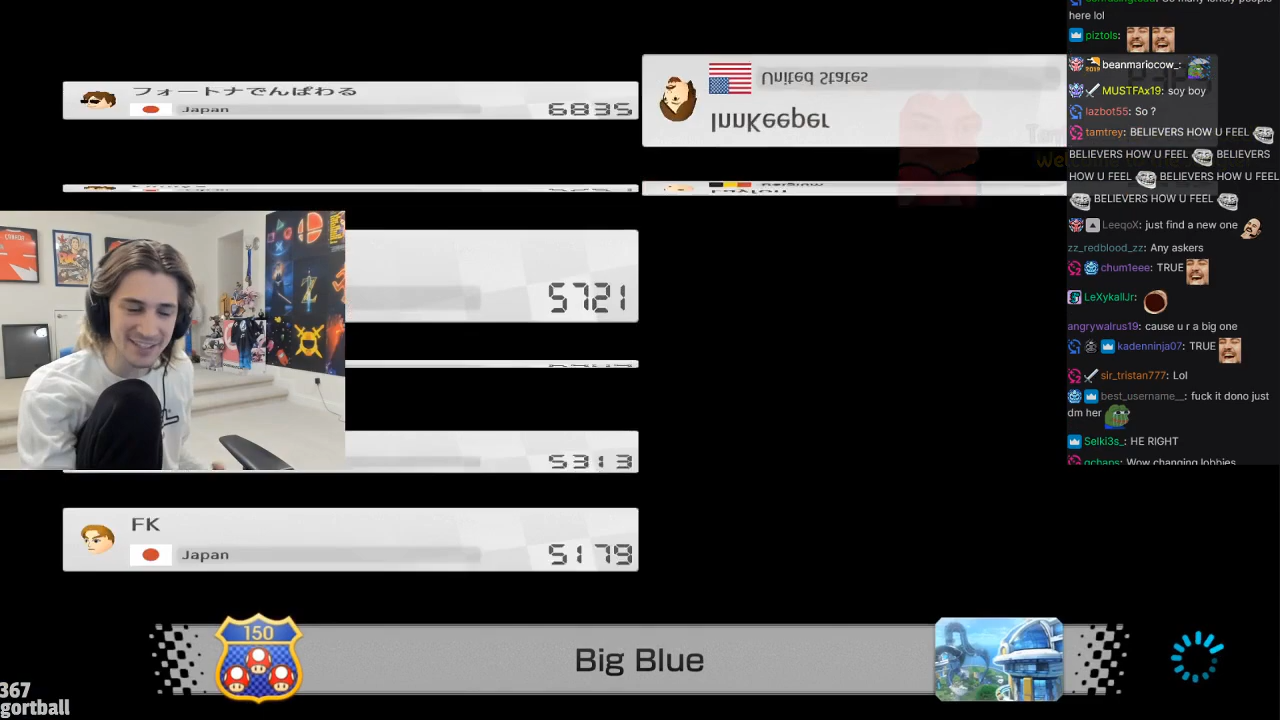 フォートナでんぱわる
Japan
6835
United States
InnKeeper
Belgium
5721
5313
FK
Japan
5179
150
Big Blue
367
gortball
here lol
piztols:
beanmariocow_:
MUSTFAx19: soy boy
lazbot55: So ?
tamtrey: BELIEVERS HOW U FEEL
BELIEVERS HOW U FEEL BELIEVERS
HOW U FEEL BELIEVERS HOW U FEEL
BELIEVERS HOW U FEEL
LeeqoX: just find a new one
zz_redblood_zz: Any askers
chum1eee: TRUE
LeXykallJr:
angrywalrus19: cause u r a big one
kadenninja07: TRUE
sir_tristan777: Lol
best_username__: fuck it dono just
dm her
Selki3s_: HE RIGHT
Wow changing lobbies